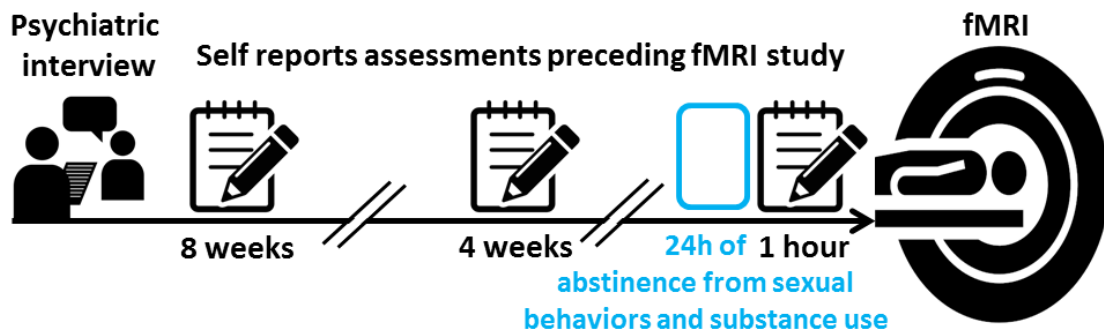 Psychiatric
interview
Self reports assessments preceding fMRI study
fMRI
8 weeks
4 weeks
24h of
1 hour
abstinence from sexual
behaviors and substance use